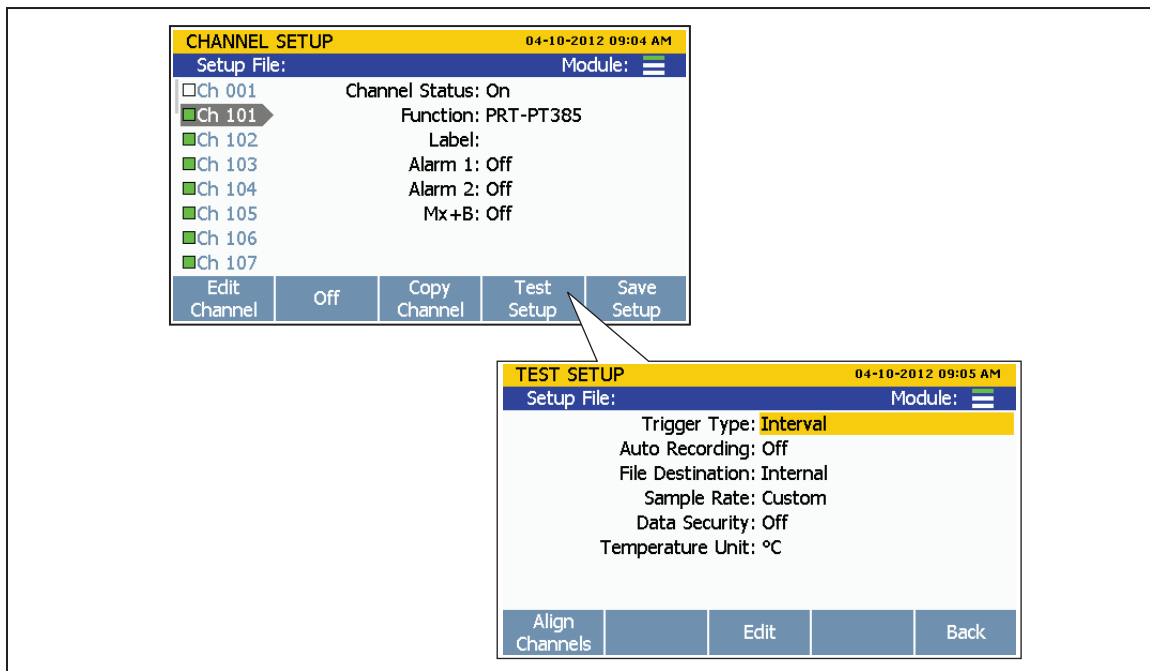 CHANNEL SETUP 04-10-2012 09:04 AM
Setup File: Module:
Ch 001 Channel Status: On
Ch 101 Function: PRT-PT385
Ch 102 Label:
Ch 103 Alarm 1: Off
Ch 104 Alarm 2: Off
Ch 105 Mx+B: Off
Ch 106
Ch 107
Edit Channel Off Copy Channel Test Setup Save Setup
TEST SETUP 04-10-2012 09:05 AM
Setup File: Module:
Trigger Type: Interval
Auto Recording: Off
File Destination: Internal
Sample Rate: Custom
Data Security: Off
Temperature Unit: °C
Align Channels Edit Back